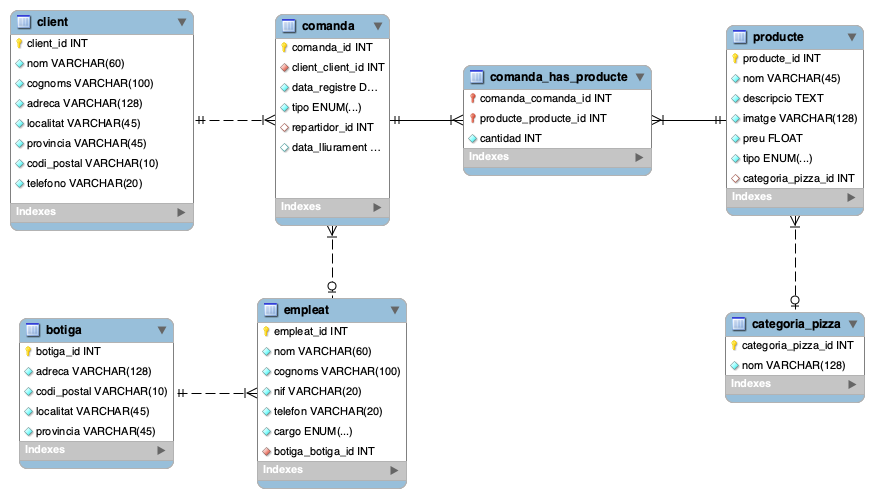 client
client_id INT
nom VARCHAR(60)
cognoms VARCHAR(100)
adreca VARCHAR(128)
localitat VARCHAR(45)
provincia VARCHAR(45)
codi_postal VARCHAR(10)
telefono VARCHAR(20)
Indexes
comanda
comanda_id INT
client_client_id INT
data_registre D...
tipo ENUM(...)
repartidor_id INT
data_lliurament ...
Indexes
comanda_has_producte
comanda_comanda_id INT
producte_producte_id INT
cantidad INT
Indexes
producte
producte_id INT
nom VARCHAR(45)
descripcio TEXT
imatge VARCHAR(128)
preu FLOAT
tipo ENUM(...)
categoria_pizza_id INT
Indexes
botiga
botiga_id INT
adreca VARCHAR(128)
codi_postal VARCHAR(10)
localitat VARCHAR(45)
provincia VARCHAR(45)
Indexes
empleat
empleat_id INT
nom VARCHAR(60)
cognoms VARCHAR(100)
nif VARCHAR(20)
telefon VARCHAR(20)
cargo ENUM(...)
botiga_botiga_id INT
Indexes
categoria_pizza
categoria_pizza_id INT
nom VARCHAR(128)
Indexes